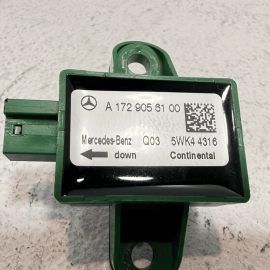 A 172 905 61 00
Mercedes-Benz Q03 5WK4 4316
down Continental